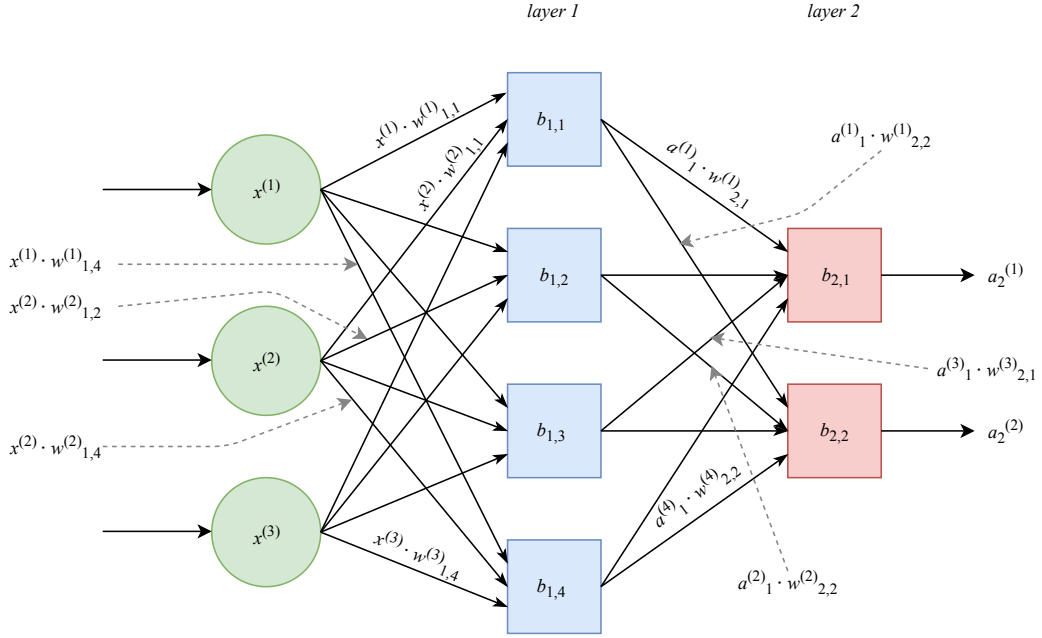 layer 1
layer 2
x⁽¹⁾ · w⁽¹⁾₁,₁
b₁,₁
a⁽¹⁾₁ · w⁽¹⁾₂,₂
x⁽²⁾ · w⁽²⁾₁,₁
a⁽¹⁾₁ · w⁽¹⁾₂,₁
x⁽¹⁾
x⁽¹⁾ · w⁽¹⁾₁,₄
b₁,₂
b₂,₁
a₂⁽¹⁾
x⁽²⁾ · w⁽²⁾₁,₂
x⁽²⁾
a⁽³⁾₁ · w⁽³⁾₂,₁
x⁽²⁾ · w⁽²⁾₁,₄
b₁,₃
b₂,₂
a₂⁽²⁾
a⁽⁴⁾₁ · w⁽⁴⁾₂,₂
x⁽³⁾
x⁽³⁾ · w⁽³⁾₁,₄
b₁,₄
a⁽²⁾₁ · w⁽²⁾₂,₂